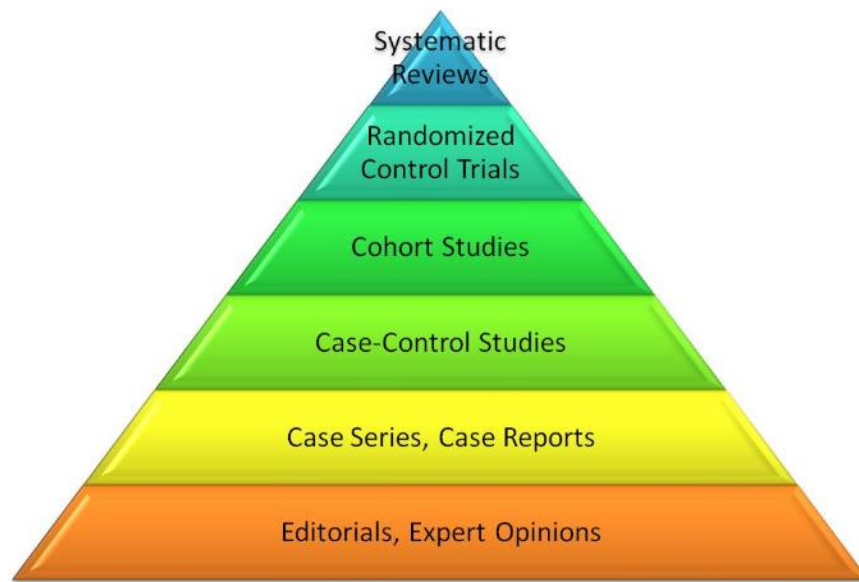 Systematic
Reviews
Randomized
Control Trials
Cohort Studies
Case-Control Studies
Case Series, Case Reports
Editorials, Expert Opinions